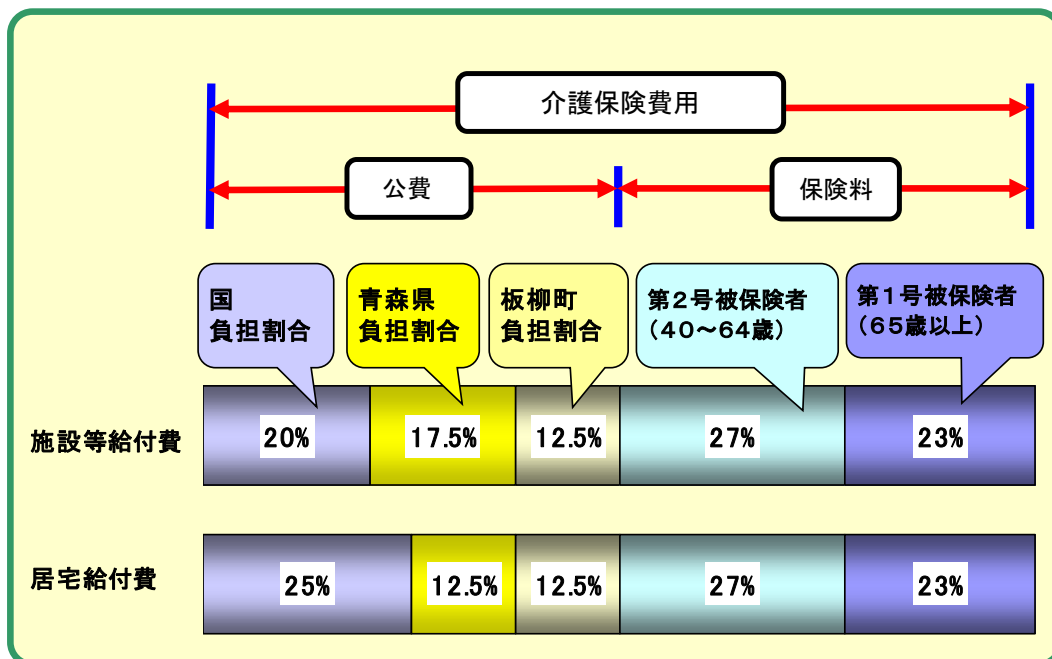 介護保険費用
公費
保険料
国
負担割合
青森県
負担割合
板柳町
負担割合
第２号被保険者
（４０～６４歳）
第１号被保険者
（６５歳以上）
施設等給付費
20%
17.5%
12.5%
27%
23%
居宅給付費
25%
12.5%
12.5%
27%
23%